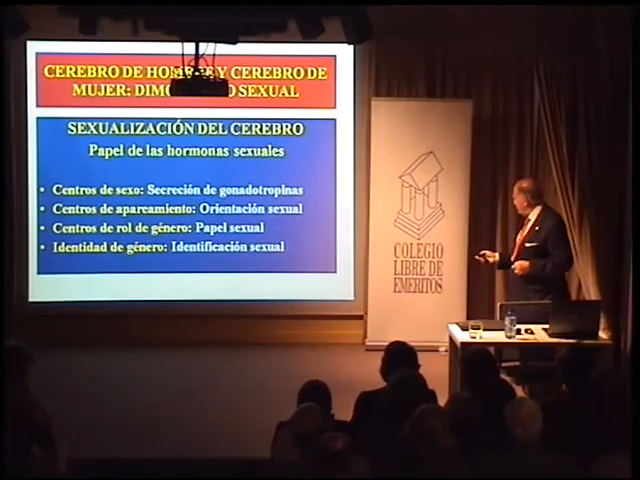 CEREBRO DE HOMBRE Y CEREBRO DE
MUJER: DIMORFISMO SEXUAL
SEXUALIZACIÓN DEL CEREBRO
Papel de las hormonas sexuales
• Centros de sexo: Secreción de gonadotropinas
• Centros de apareamiento: Orientación sexual
• Centros de rol de género: Papel sexual
• Identidad de género: Identificación sexual
COLEGIO
LIBRE DE
EMERITOS